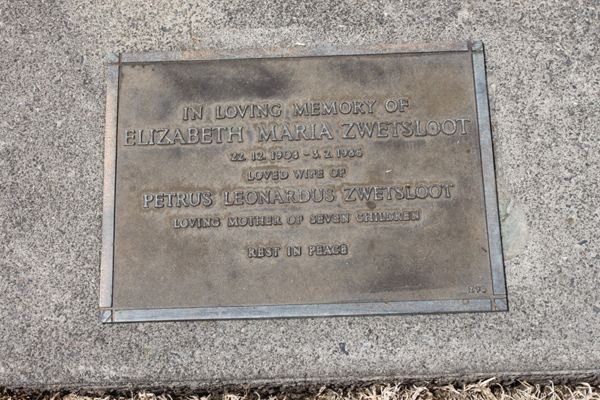 IN LOVING MEMORY OF
ELIZABETH MARIA ZWETSLOOT
22.12.1908 - 3.2.1986
LOVED WIFE OF
PETRUS LEONARDUS ZWETSLOOT
LOVING MOTHER OF SEVEN CHILDREN
REST IN PEACE